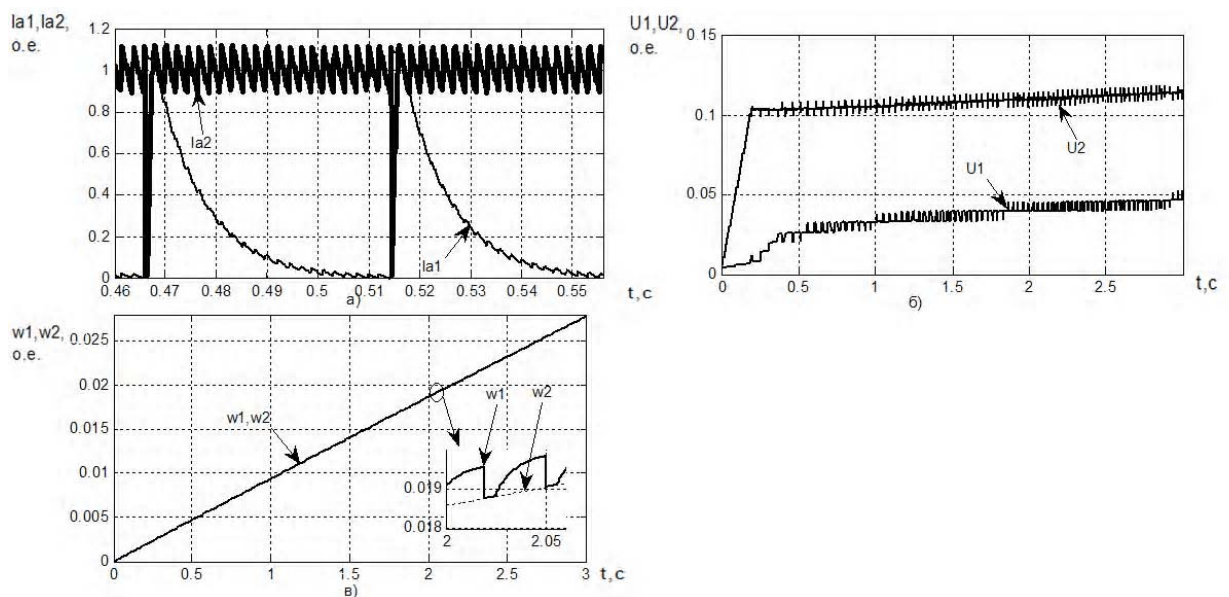 Ia1,Ia2,
о.е.
1.2
1
0.8
0.6
0.4
0.2
0
Ia2
Ia1
0.46 0.47 0.48 0.49 0.5 0.51 0.52 0.53 0.54 0.55
t,c
а)
U1,U2,
о.е.
0.15
0.1
0.05
0
U2
U1
0 0.5 1 1.5 2 2.5
t,c
б)
w1,w2,
о.е.
0.025
0.02
0.015
0.01
0.005
0
w1,w2
w1
w2
0.019
0.018
2 2.05
0 0.5 1 1.5 2 2.5 3
t,c
в)